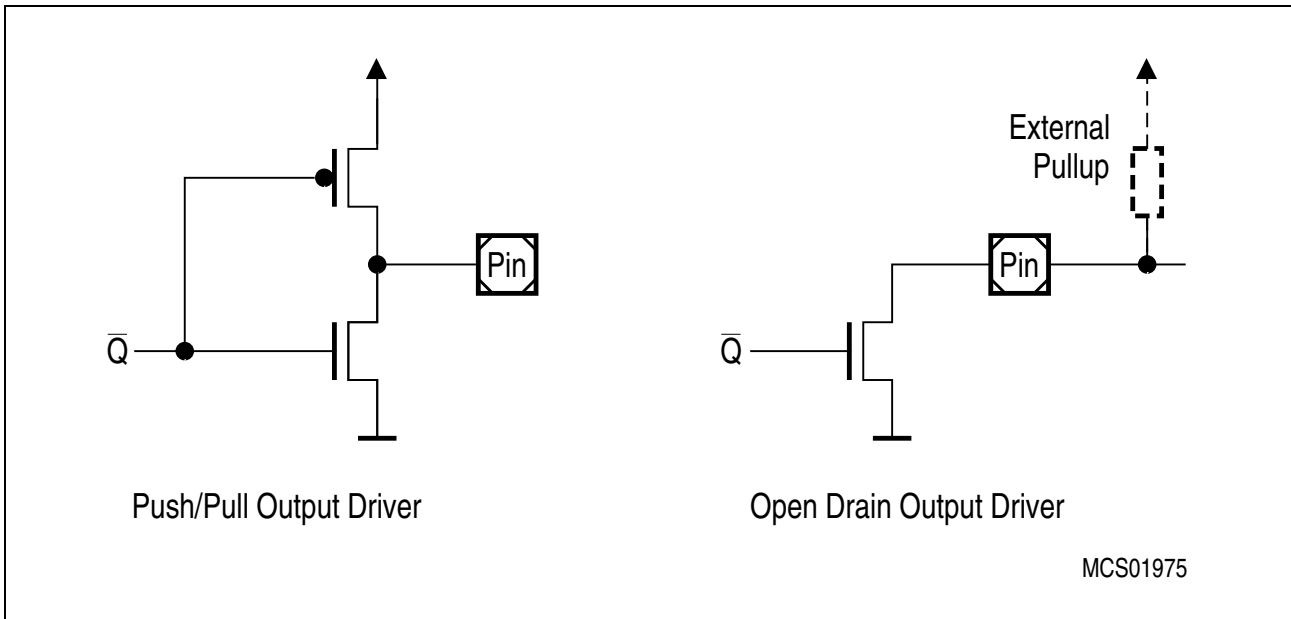 External
Pullup
Pin
Pin
Q̅
Q̅
Push/Pull Output Driver
Open Drain Output Driver
MCS01975